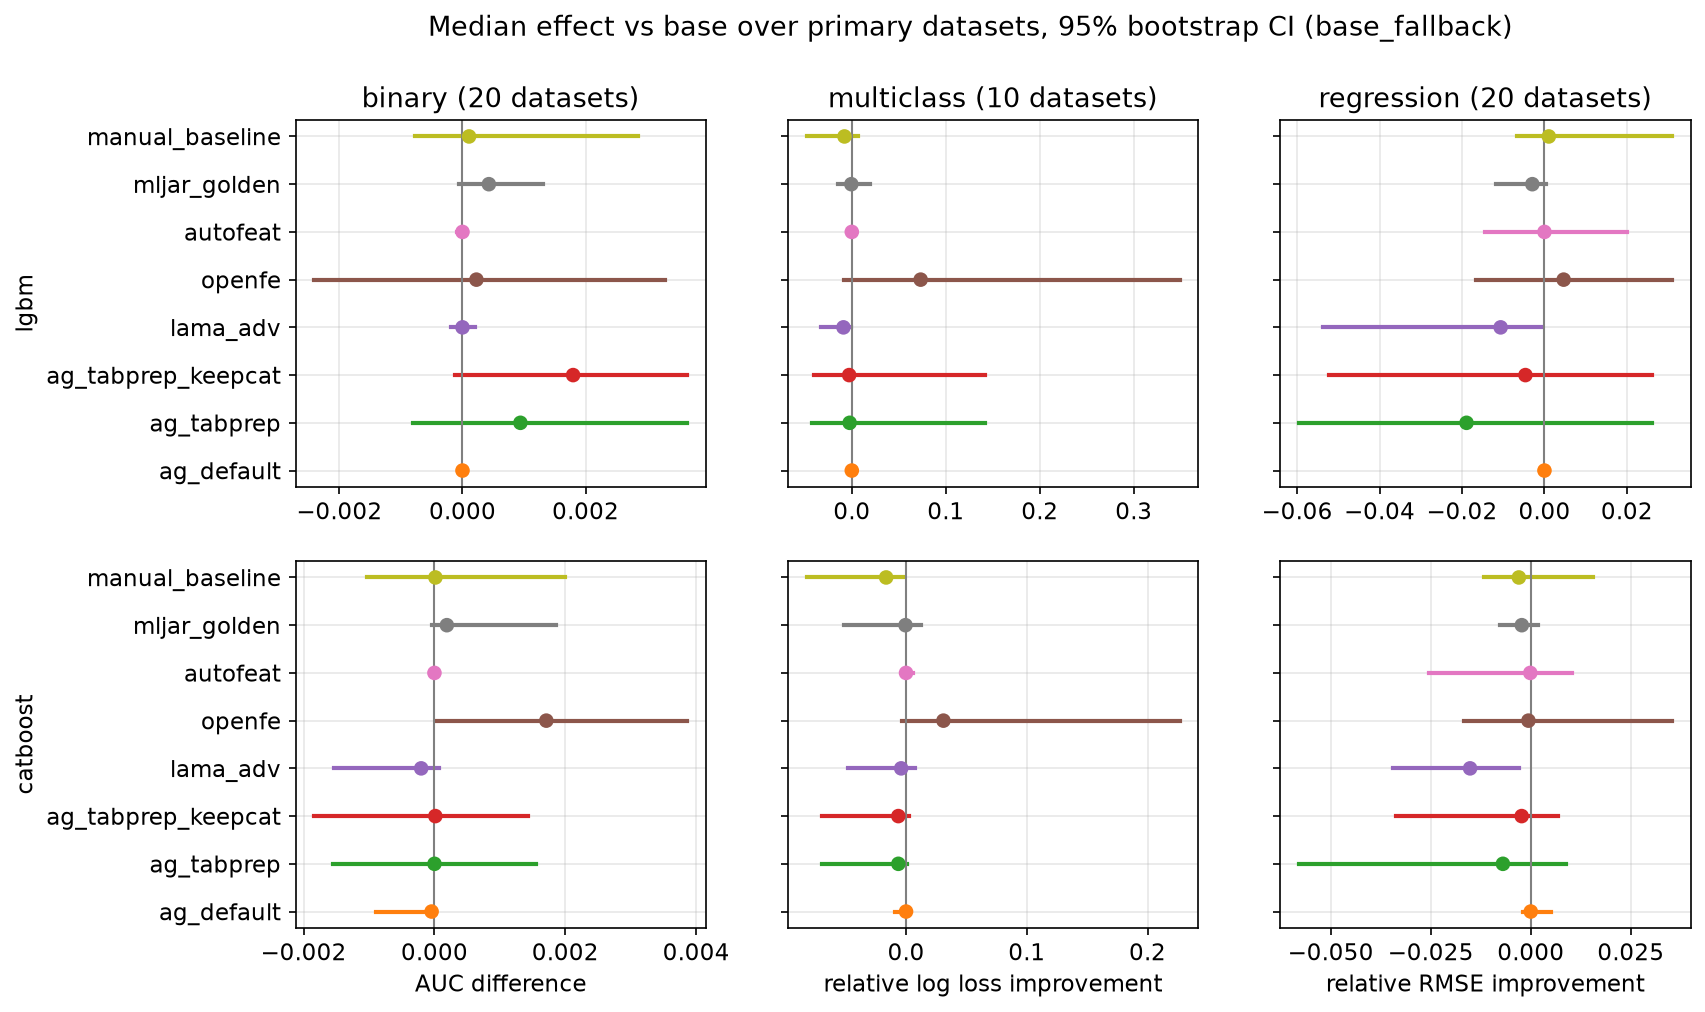 Median effect vs base over primary datasets, 95% bootstrap CI (base_fallback)
binary (20 datasets)
multiclass (10 datasets)
regression (20 datasets)
lgbm
manual_baseline
mljar_golden
autofeat
openfe
lama_adv
ag_tabprep_keepcat
ag_tabprep
ag_default
−0.002 0.000 0.002
0.0 0.1 0.2 0.3
−0.06 −0.04 −0.02 0.00 0.02
catboost
manual_baseline
mljar_golden
autofeat
openfe
lama_adv
ag_tabprep_keepcat
ag_tabprep
ag_default
−0.002 0.000 0.002 0.004
0.0 0.1 0.2
−0.050 −0.025 0.000 0.025
AUC difference
relative log loss improvement
relative RMSE improvement